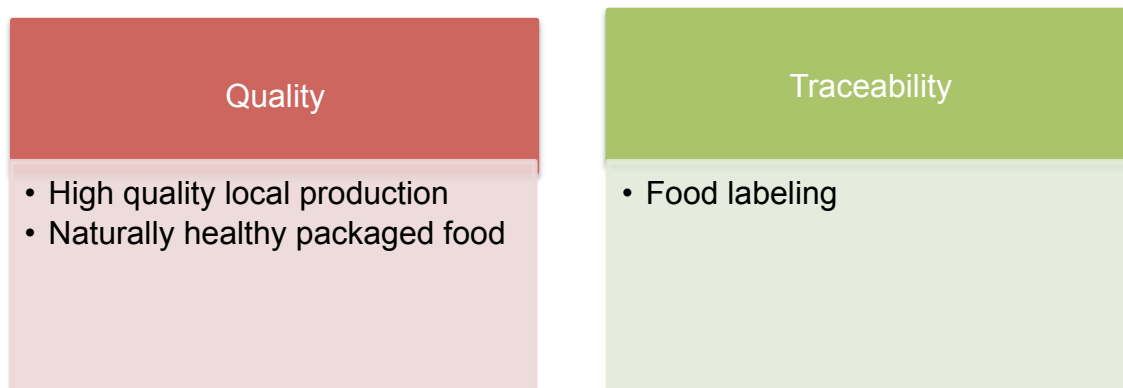 Quality
• High quality local production
• Naturally healthy packaged food
Traceability
• Food labeling